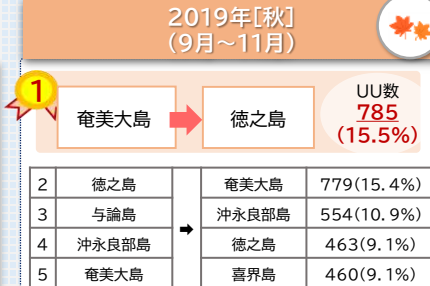 2019年[秋]
(9月~11月)
1
奄美大島 徳之島 UU数 785 (15.5%)
2 徳之島 奄美大島 779(15.4%)
3 与論島 沖永良部島 554(10.9%)
4 沖永良部島 徳之島 463(9.1%)
5 奄美大島 喜界島 460(9.1%)